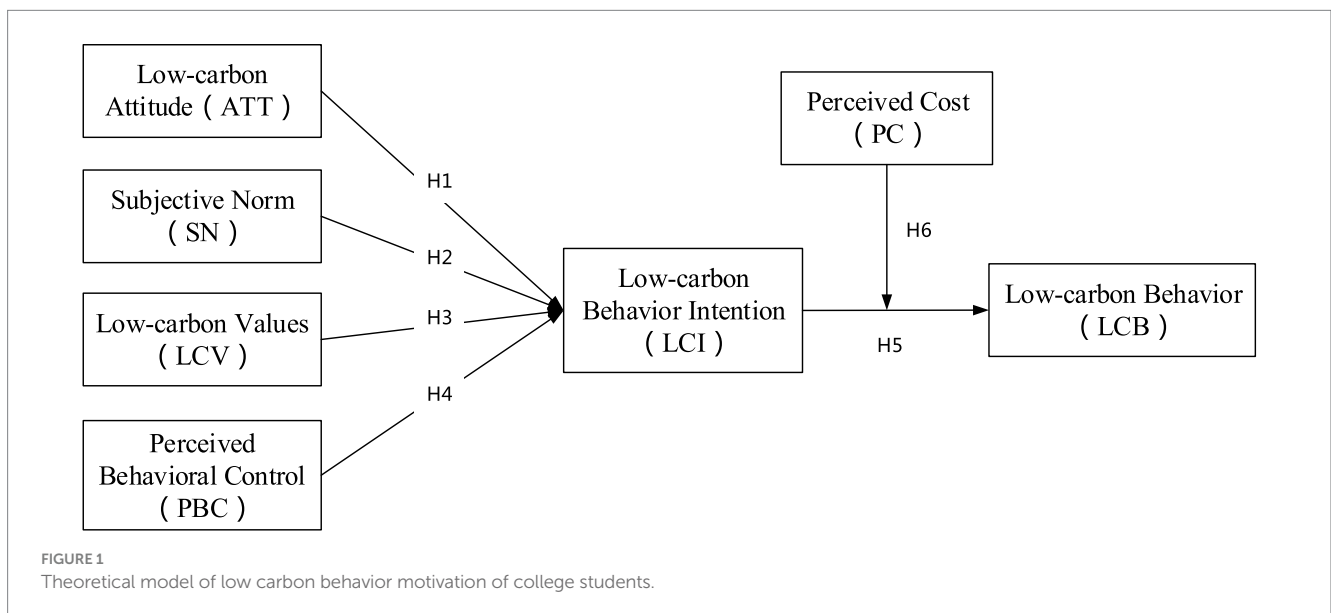 Low-carbon
Attitude ( ATT )
Subjective Norm
( SN )
Low-carbon Values
( LCV )
Perceived
Behavioral Control
( PBC )
H1
H2
H3
H4
Low-carbon
Behavior Intention
( LCI )
Perceived Cost
( PC )
H6
H5
Low-carbon Behavior
( LCB )
FIGURE 1
Theoretical model of low carbon behavior motivation of college students.